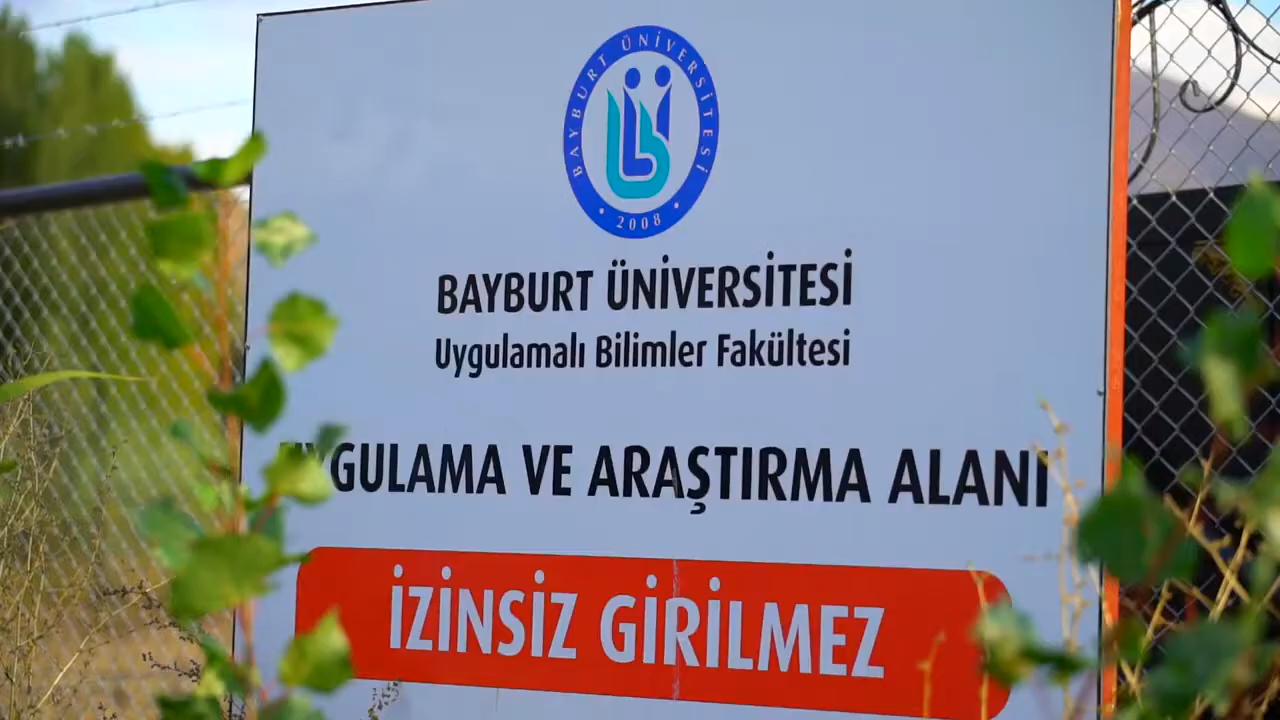 BAYBURT ÜNİVERSİTESİ
2008
BAYBURT ÜNİVERSİTESİ
Uygulamalı Bilimler Fakültesi
UYGULAMA VE ARAŞTIRMA ALANI
İZİNSİZ GİRİLMEZ